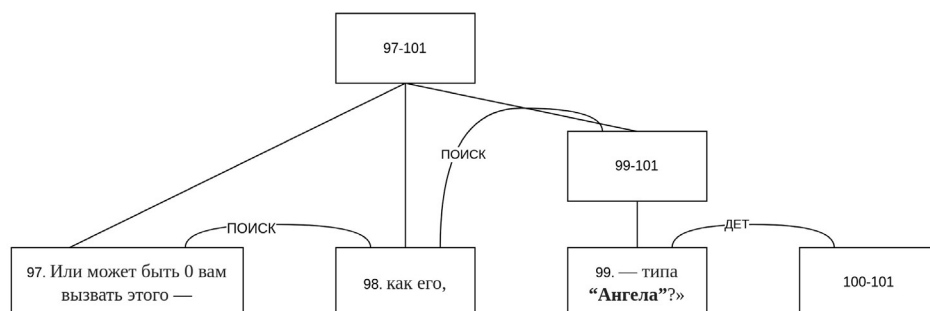 97-101
ПОИСК
99-101
ПОИСК
ДЕТ
97. Или может быть 0 вам
вызвать этого —
98. как его,
99. — типа
“Ангела”?»
100-101